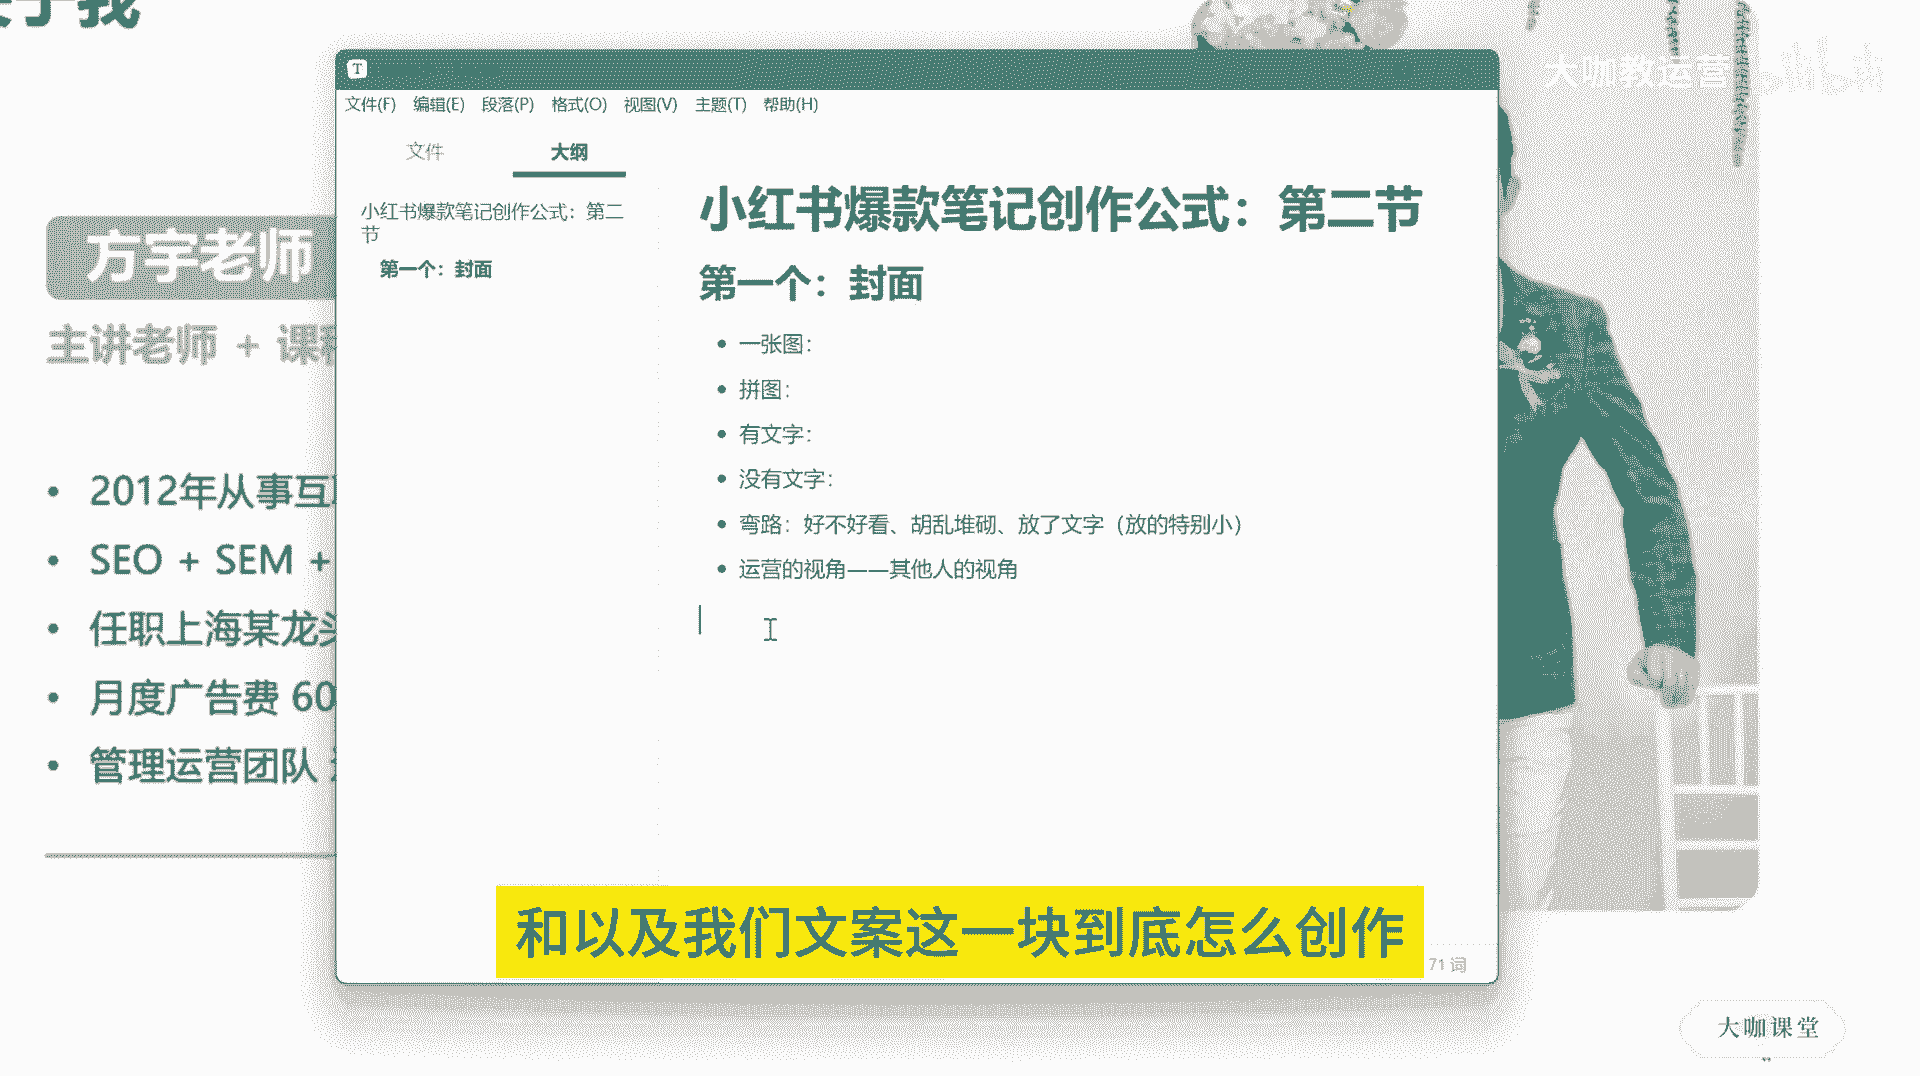 于我
大咖教运营
bilibili
T
文件(F) 编辑(E) 段落(P) 格式(O) 视图(V) 主题(T) 帮助(H)
文件 大纲
小红书爆款笔记创作公式：第二
节
第一个：封面
小红书爆款笔记创作公式：第二节
第一个：封面
一张图：
拼图：
有文字：
没有文字：
弯路：好不好看、胡乱堆砌、放了文字（放的特别小）
运营的视角——其他人的视角
方宇老师
主讲老师 + 课
2012年从事互
SEO + SEM +
任职上海某龙
月度广告费 60
管理运营团队
和以及我们文案这一块到底怎么创作
71 词
大咖课堂